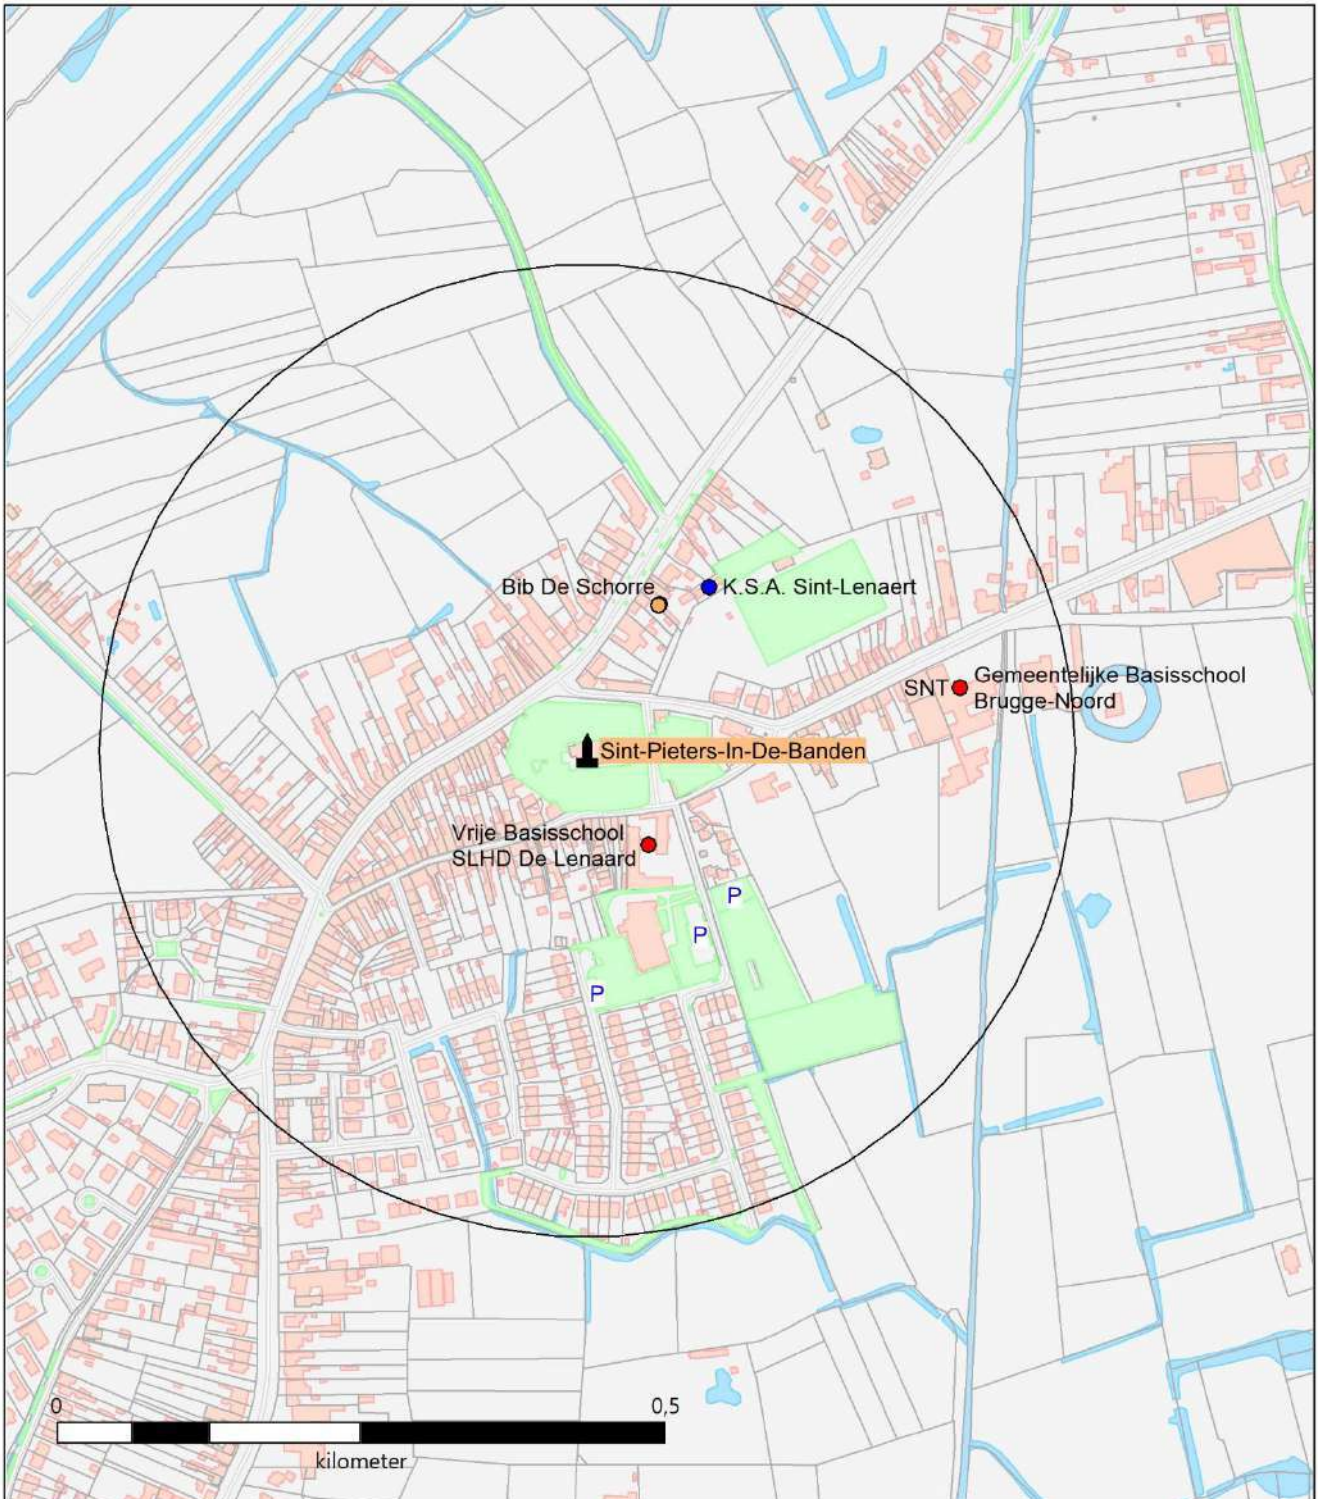 Bib De Schorre
K.S.A. Sint-Lenaert
SNT
Gemeentelijke Basisschool
Brugge-Noord
Sint-Pieters-In-De-Banden
Vrije Basisschool
SLHD De Lenaard
P
P
P
0
0,5
kilometer